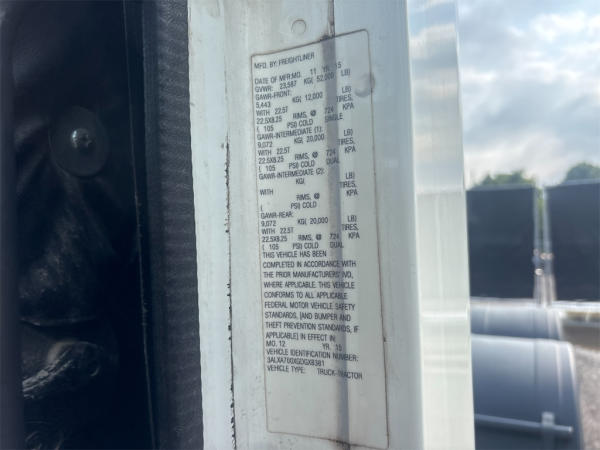 MFD. BY: FREIGHTLINER
DATE OF MFR:MO. 11 YR. 15
GVWR: 23,587 KG( 52,000 LB)
GAWR-FRONT:
5,443 KG( 12,000 LB)
WITH 22.5T TIRES,
22.5X8.25 RIMS, @ 724 KPA
( 105 PSI) COLD SINGLE
GAWR-INTERMEDIATE (1):
9,072 KG( 20,000 LB)
WITH 22.5T TIRES,
22.5X8.25 RIMS, @ 724 KPA
( 105 PSI) COLD DUAL
GAWR-INTERMEDIATE (2):
KG( LB)
WITH TIRES,
RIMS, @ KPA
( PSI) COLD
GAWR-REAR:
9,072 KG( 20,000 LB)
WITH 22.5T TIRES,
22.5X8.25 RIMS, @ 724 KPA
( 105 PSI) COLD DUAL
THIS VEHICLE HAS BEEN
COMPLETED IN ACCORDANCE WITH
THE PRIOR MANUFACTURERS' IVD,
WHERE APPLICABLE. THIS VEHICLE
CONFORMS TO ALL APPLICABLE
FEDERAL MOTOR VEHICLE SAFETY
STANDARDS, [AND BUMPER AND
THEFT PREVENTION STANDARDS, IF
APPLICABLE] IN EFFECT IN:
MO. 12 YR. 15
VEHICLE IDENTIFICATION NUMBER:
VEHICLE TYPE: TRUCK-TRACTOR